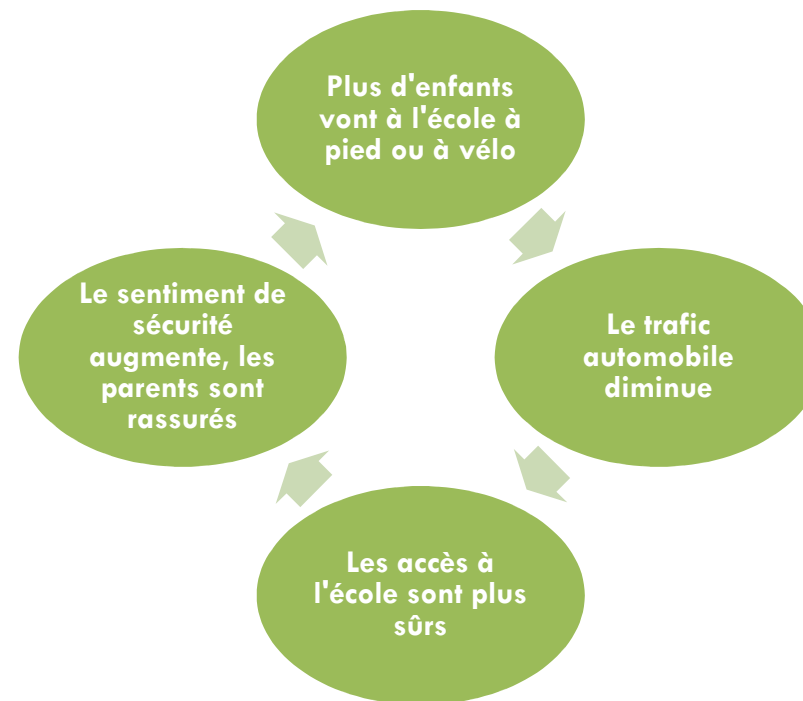 Plus d'enfants
vont à l'école à
pied ou à vélo
Le trafic
automobile
diminue
Les accès à
l'école sont plus
sûrs
Le sentiment de
sécurité
augmente, les
parents sont
rassurés